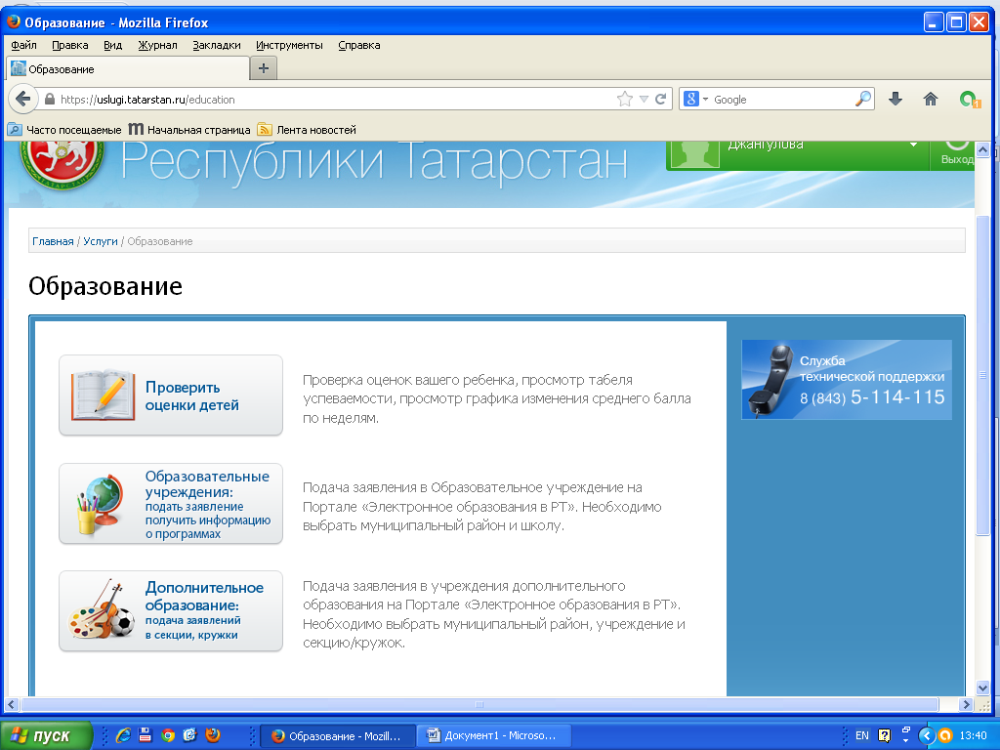 Образование - Mozilla Firefox
Файл Правка Вид Журнал Закладки Инструменты Справка
Образование
https://uslugi.tatarstan.ru/education
Google
Часто посещаемые Начальная страница Лента новостей
Республики Татарстан
Джангулова
Выход
Главная / Услуги / Образование
Образование
Проверить
оценки детей
Проверка оценок вашего ребенка, просмотр табеля
успеваемости, просмотр графика изменения среднего балла
по неделям.
Служба
технической поддержки
8 (843) 5-114-115
Образовательные
учреждения:
подать заявление
получить информацию
о программах
Подача заявления в Образовательное учреждение на
Портале «Электронное образования в РТ». Необходимо
выбрать муниципальный район и школу.
Дополнительное
образование:
подача заявлений
в секции, кружки
Подача заявления в учреждения дополнительного
образования на Портале «Электронное образования в РТ».
Необходимо выбрать муниципальный район, учреждение и
секцию/кружок.
пуск
Образование - Mozill...
Документ1 - Microso...
EN
13:40